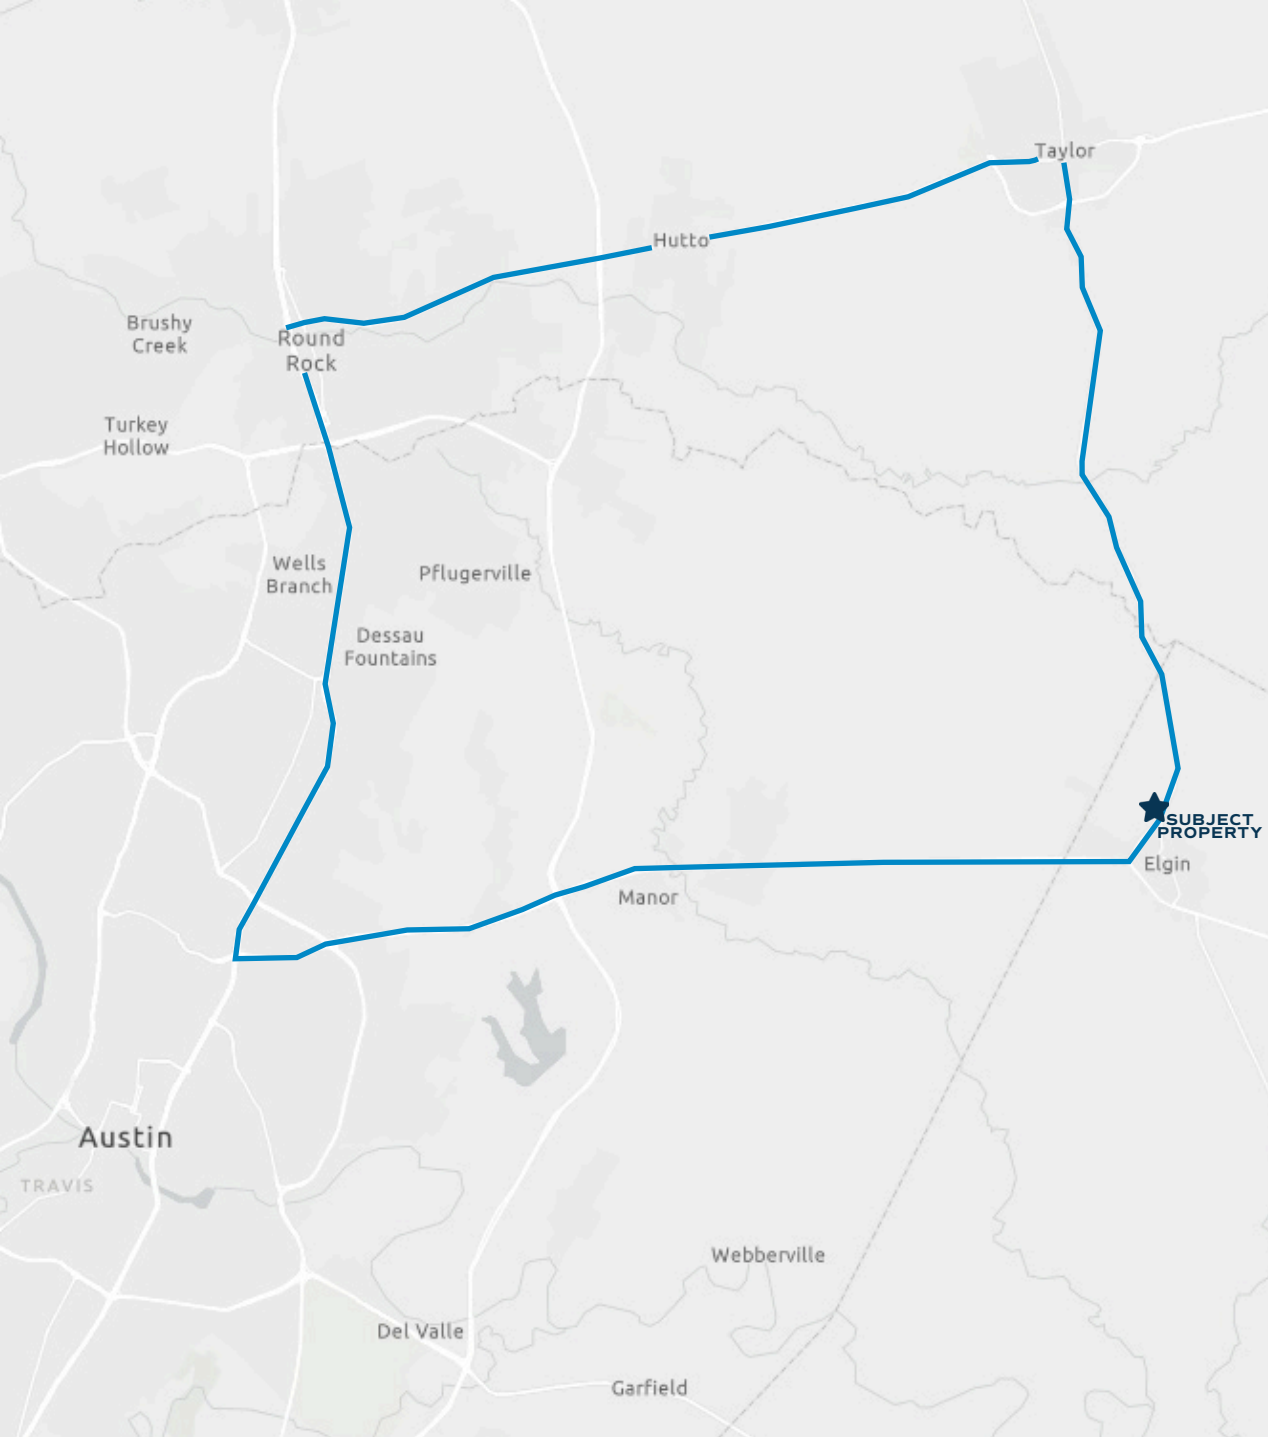 Taylor
Hutto
Brushy
Creek
Round
Rock
Turkey
Hollow
Wells
Branch
Pflugerville
Dessau
Fountains
SUBJECT
PROPERTY
Elgin
Manor
Austin
TRAVIS
Webberville
Del Valle
Garfield